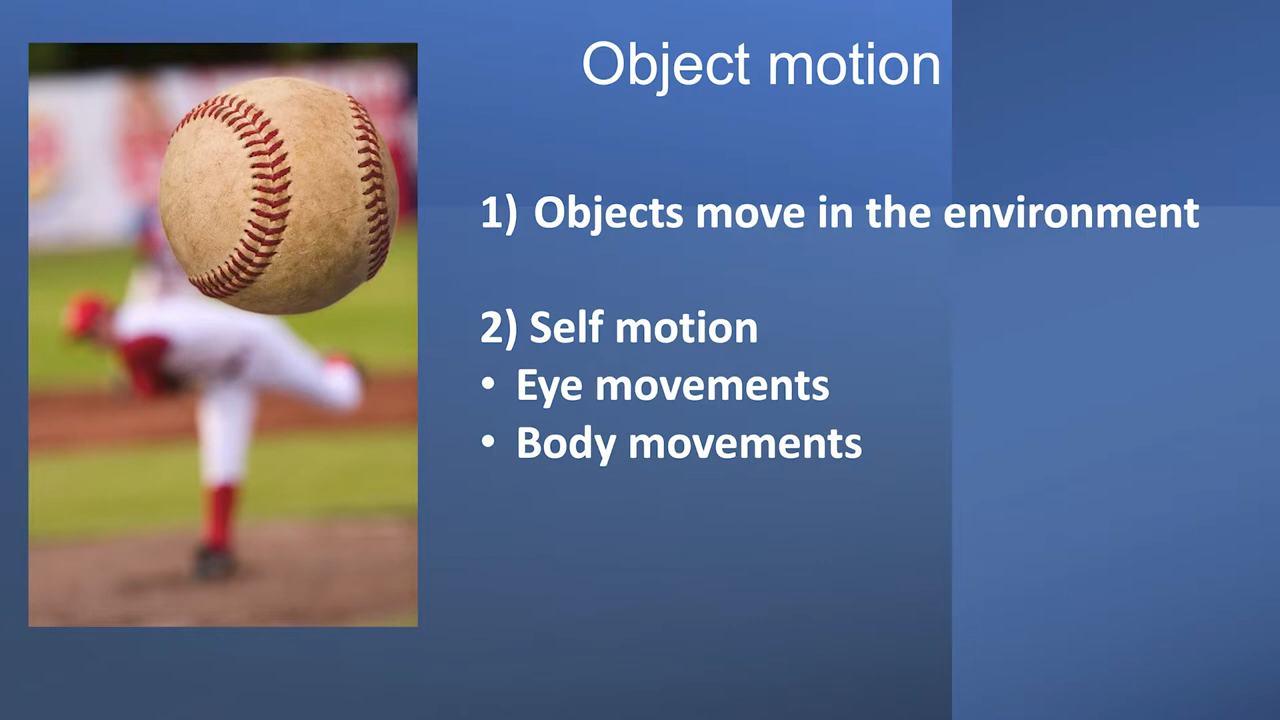 Object motion
1) Objects move in the environment
2) Self motion
• Eye movements
• Body movements